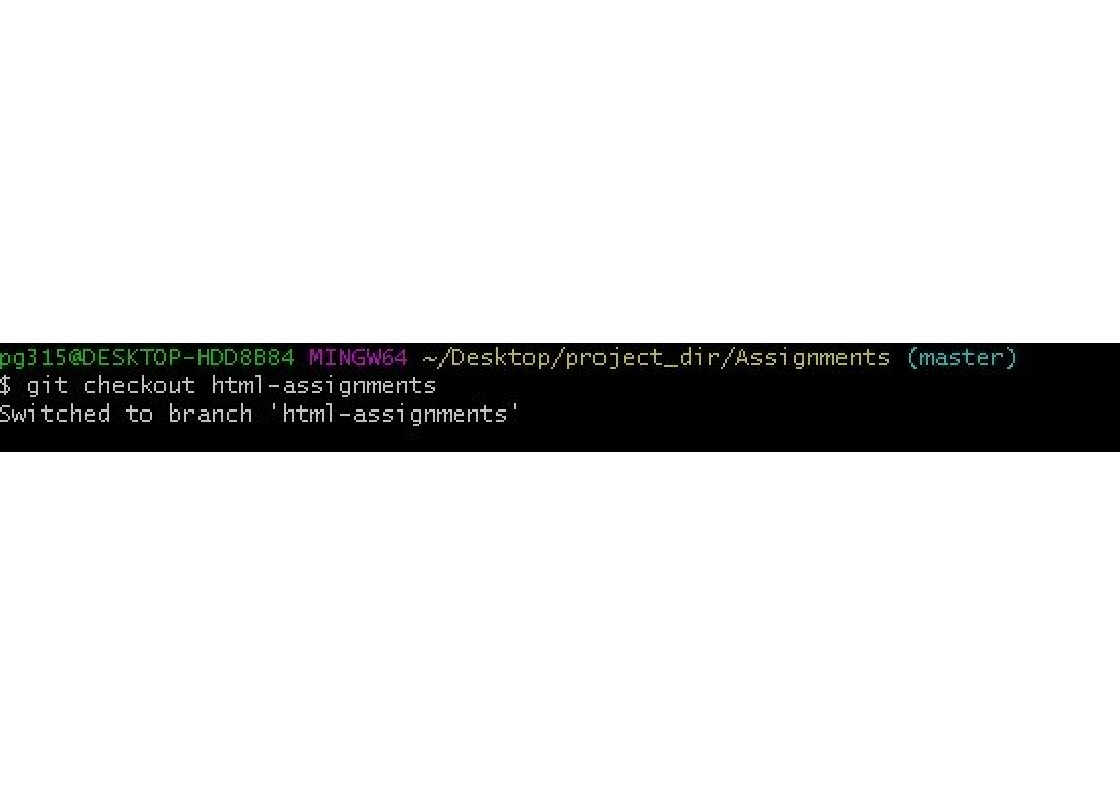 pg315@DESKTOP-HDD8B84 MINGW64 ~/Desktop/project_dir/Assignments (master)
$ git checkout html-assignments
Switched to branch 'html-assignments'